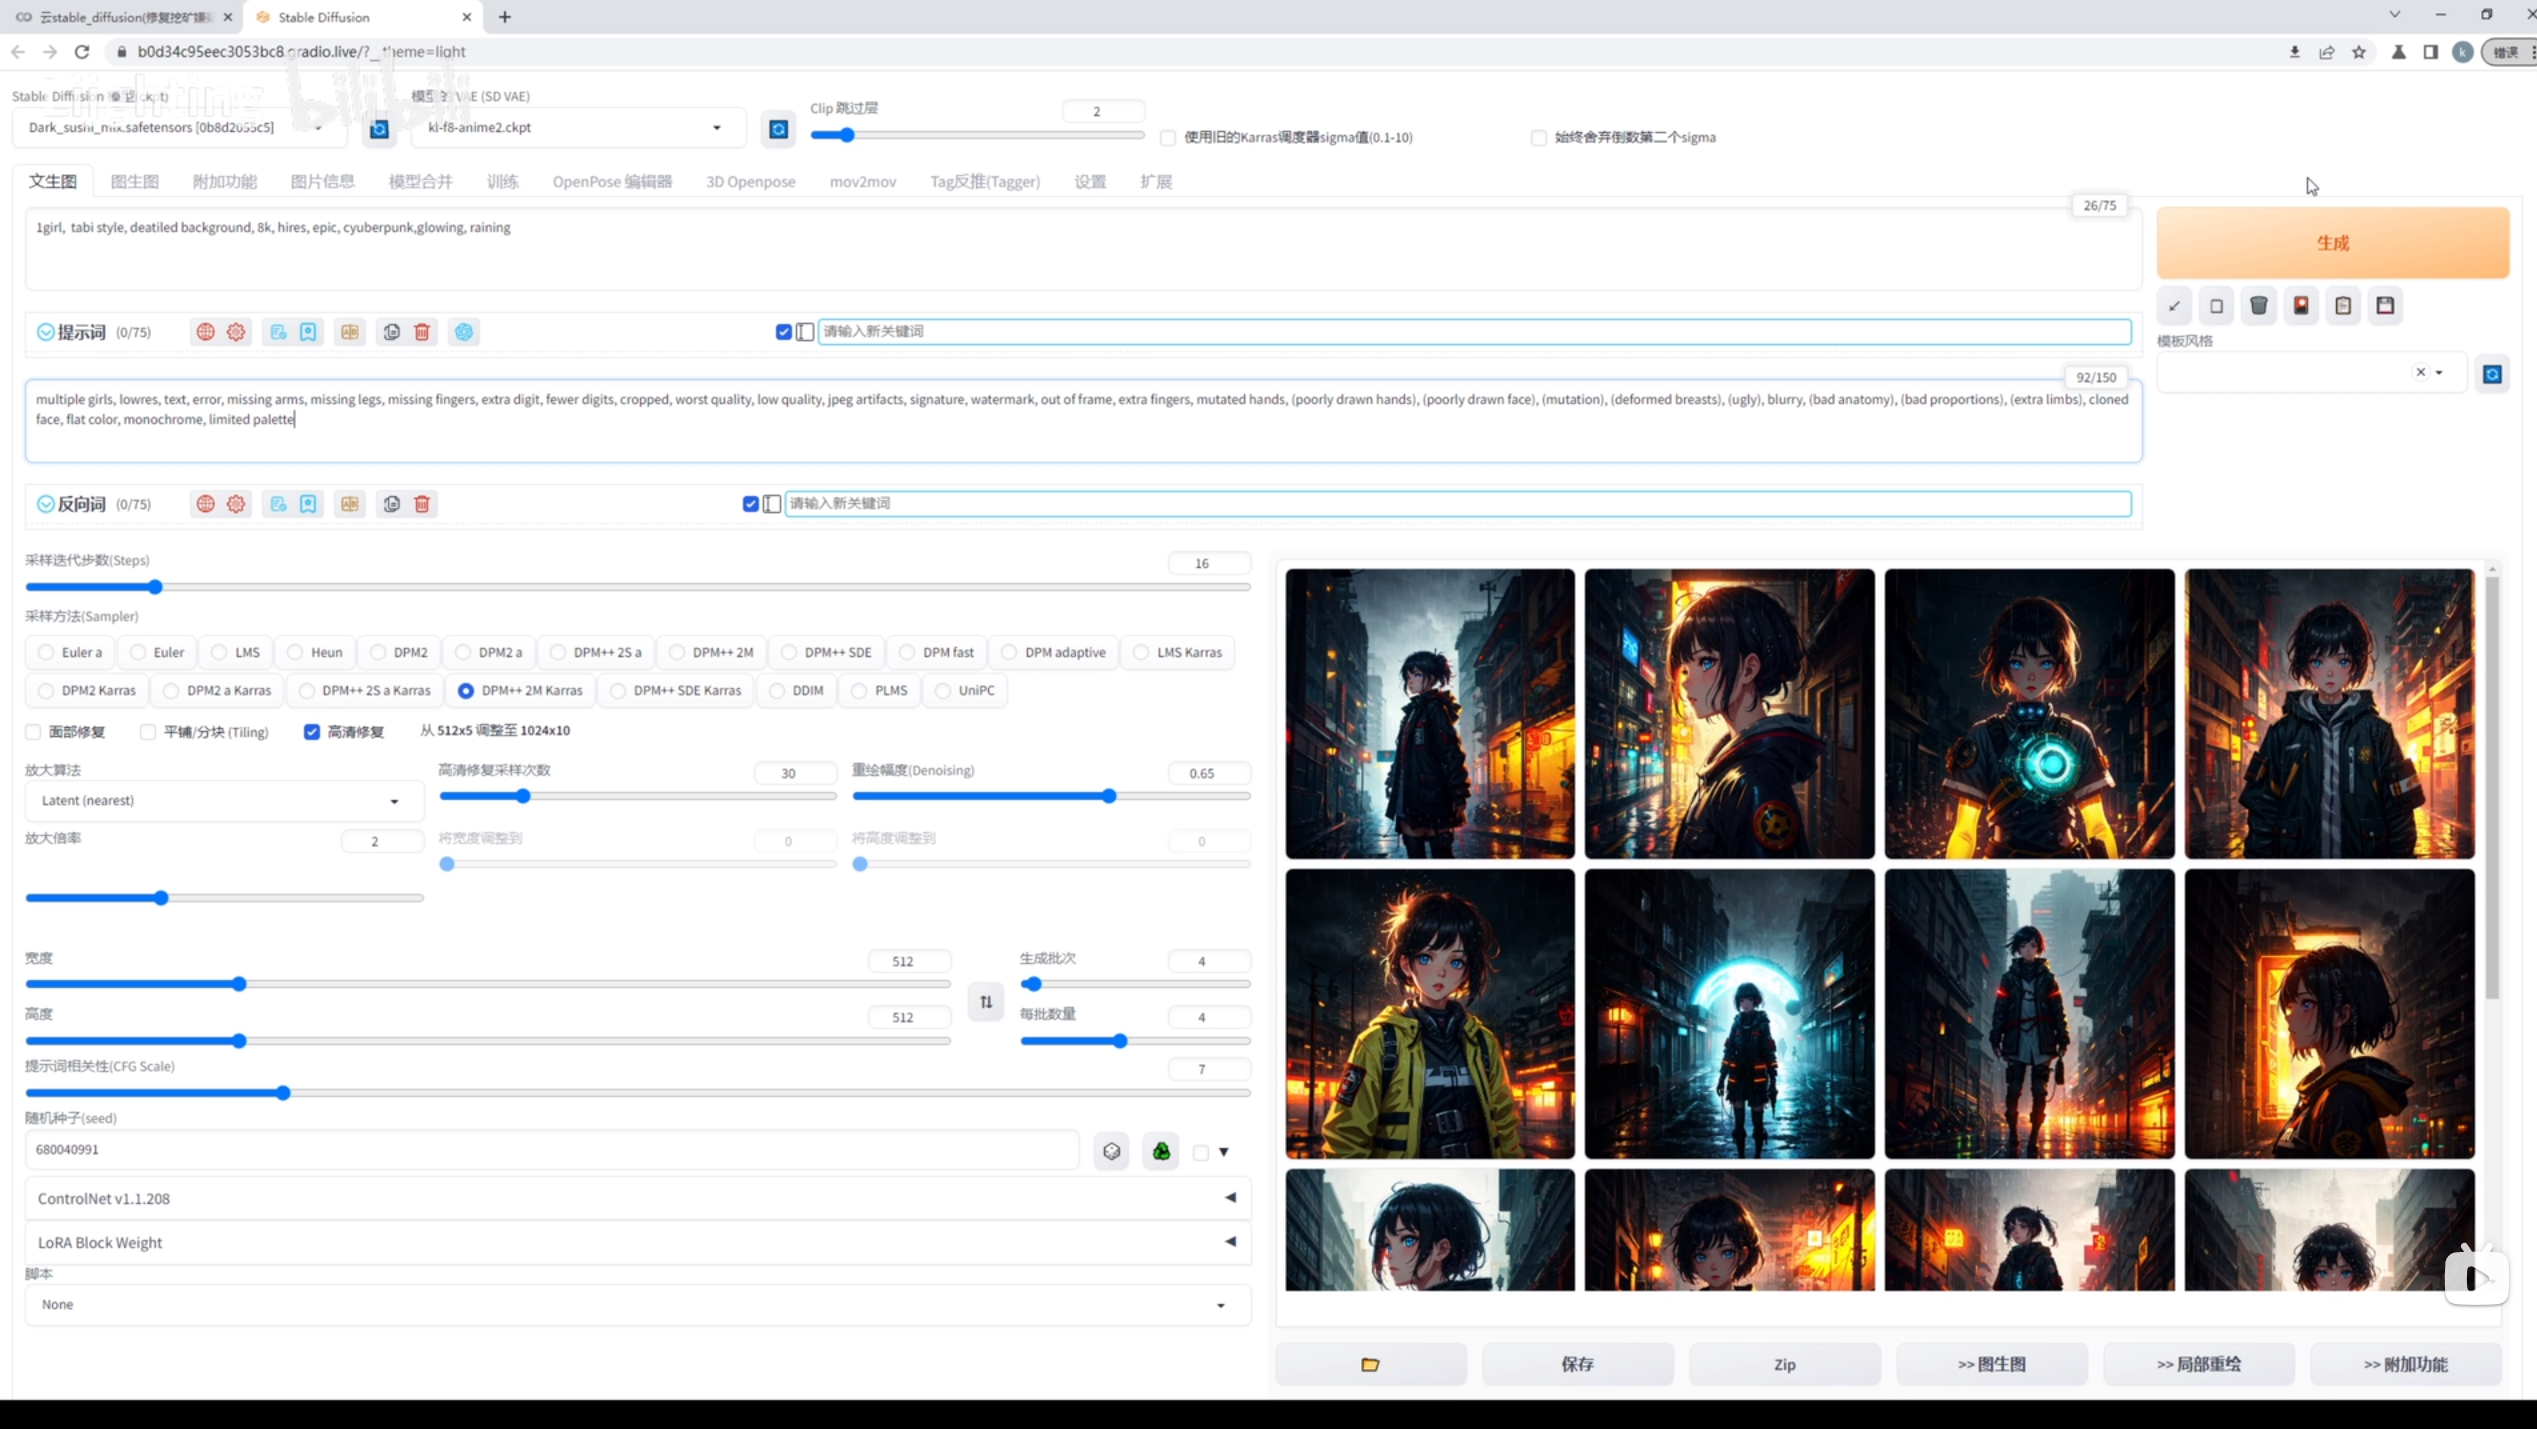 云stable_diffusion(修复挖矿嫌
Stable Diffusion
b0d34c95eec3053bc8.gradio.live/?__theme=light
k
错误
lighting bilibili
Stable Diffusion 模型(ckpt)
模型的 VAE (SD VAE)
Clip 跳过层
2
Dark_sushi_mix.safetensors [0b8d2055c5]
kl-f8-anime2.ckpt
使用旧的Karras调度器sigma值(0.1-10)
始终舍弃倒数第二个sigma
文生图 图生图 附加功能 图片信息 模型合并 训练 OpenPose 编辑器 3D Openpose mov2mov Tag反推(Tagger) 设置 扩展
26/75
1girl, tabi style, deatiled background, 8k, hires, epic, cyuberpunk,glowing, raining
生成
提示词 (0/75)
请输入新关键词
模板风格
92/150
multiple girls, lowres, text, error, missing arms, missing legs, missing fingers, extra digit, fewer digits, cropped, worst quality, low quality, jpeg artifacts, signature, watermark, out of frame, extra fingers, mutated hands, (poorly drawn hands), (poorly drawn face), (mutation), (deformed breasts), (ugly), blurry, (bad anatomy), (bad proportions), (extra limbs), cloned
face, flat color, monochrome, limited palette
反向词 (0/75)
请输入新关键词
采样迭代步数(Steps)
16
采样方法(Sampler)
Euler a Euler LMS Heun DPM2 DPM2 a DPM++ 2S a DPM++ 2M DPM++ SDE DPM fast DPM adaptive LMS Karras
DPM2 Karras DPM2 a Karras DPM++ 2S a Karras DPM++ 2M Karras DPM++ SDE Karras DDIM PLMS UniPC
面部修复 平铺/分块 (Tiling) 高清修复 从 512x5 调整至 1024x10
放大算法
高清修复采样次数
30
重绘幅度(Denoising)
0.65
Latent (nearest)
放大倍率
2
将宽度调整到
0
将高度调整到
0
宽度
512
生成批次
4
高度
512
每批数量
4
提示词相关性(CFG Scale)
7
随机种子(seed)
680040991
ControlNet v1.1.208
LoRA Block Weight
脚本
None
保存
Zip
>> 图生图
>> 局部重绘
>> 附加功能